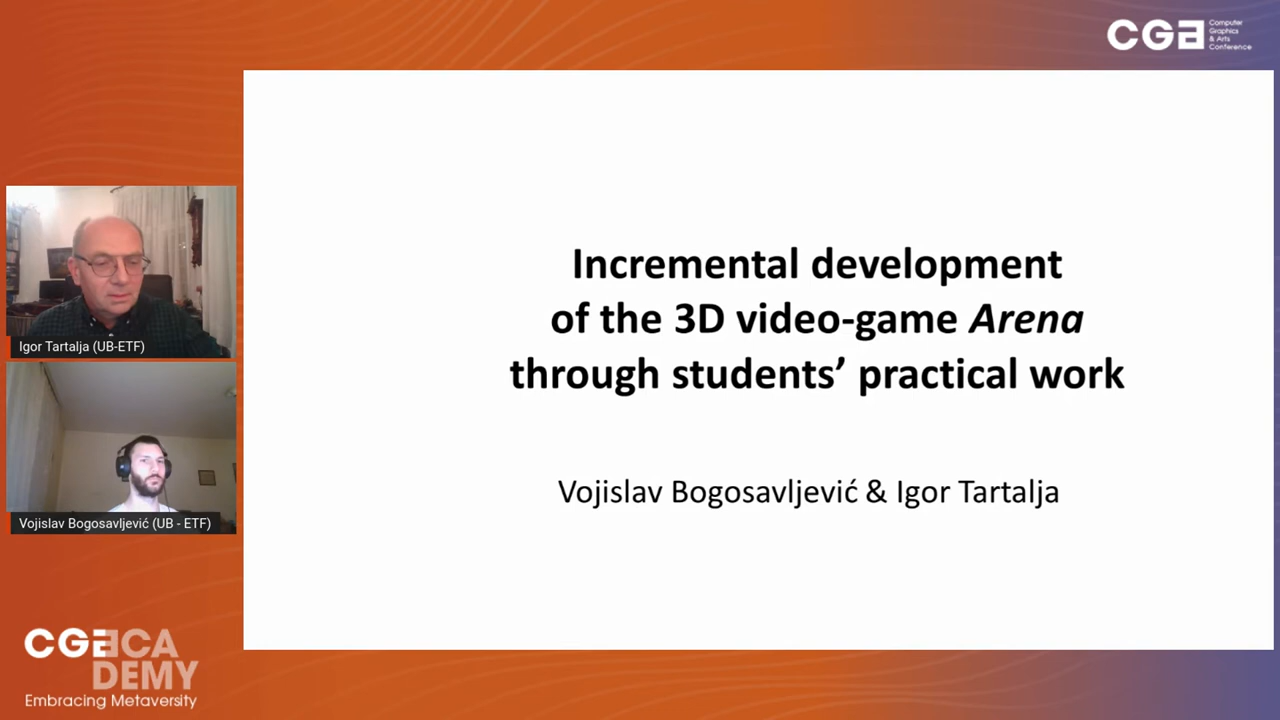 CGA
Computer
Graphics
& Arts
Conference
Incremental development
of the 3D video-game Arena
through students’ practical work
Vojislav Bogosavljević & Igor Tartalja
Igor Tartalja (UB-ETF)
Vojislav Bogosavljević (UB - ETF)
CGACA
DEMY
Embracing Metaversity